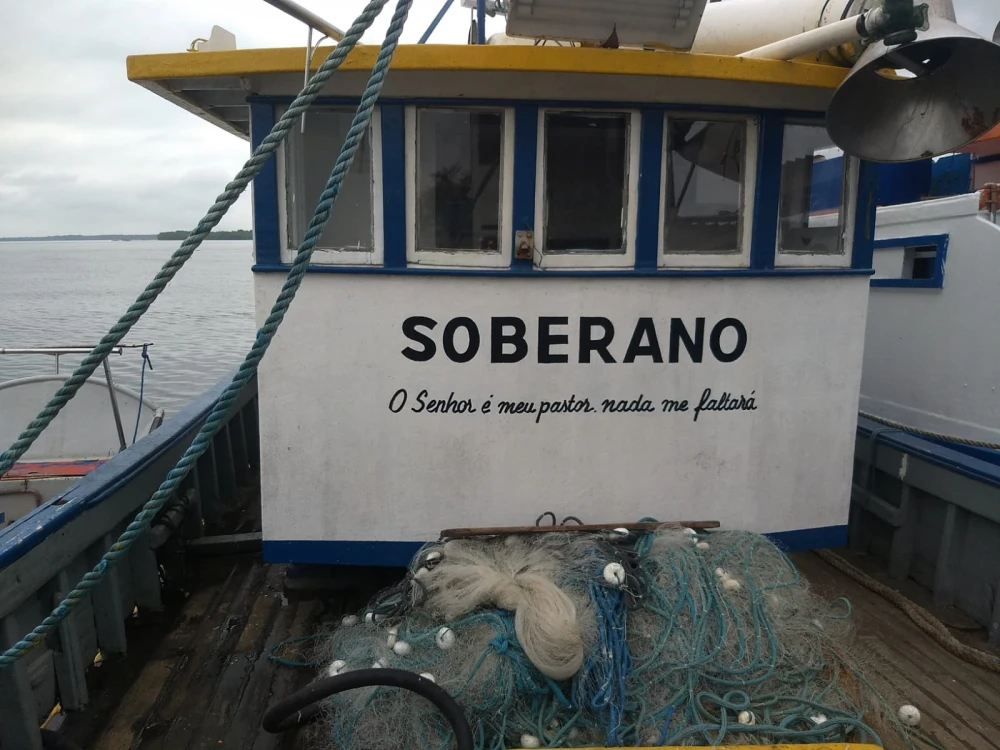 SOBERANO
O Senhor é meu pastor. nada me faltará